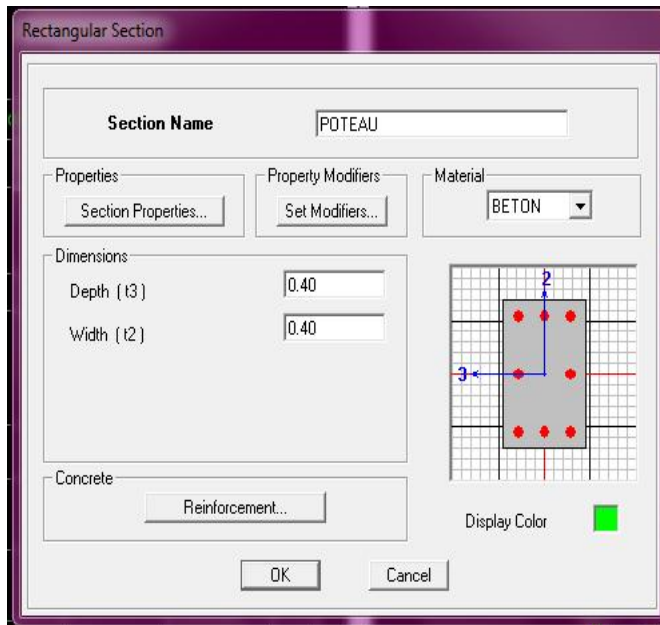 Rectangular Section
Section Name POTEAU
Properties
Section Properties...
Property Modifiers
Set Modifiers...
Material
BETON
Dimensions
Depth ( t3 ) 0.40
Width ( t2 ) 0.40
2
3
Concrete
Reinforcement...
Display Color
OK Cancel